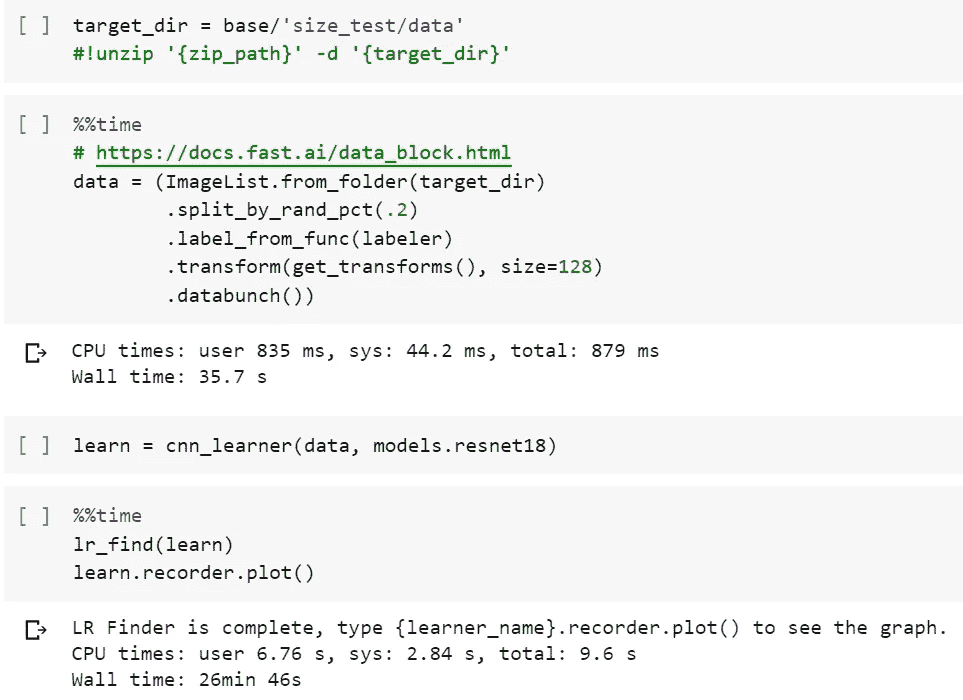 [ ] target_dir = base/'size_test/data'
#!unzip '{zip_path}' -d '{target_dir}'
[ ] %%time
# https://docs.fast.ai/data_block.html
data = (ImageList.from_folder(target_dir)
.split_by_rand_pct(.2)
.label_from_func(labeler)
.transform(get_transforms(), size=128)
.databunch())
CPU times: user 835 ms, sys: 44.2 ms, total: 879 ms
Wall time: 35.7 s
[ ] learn = cnn_learner(data, models.resnet18)
[ ] %%time
lr_find(learn)
learn.recorder.plot()
LR Finder is complete, type {learner_name}.recorder.plot() to see the graph.
CPU times: user 6.76 s, sys: 2.84 s, total: 9.6 s
Wall time: 26min 46s